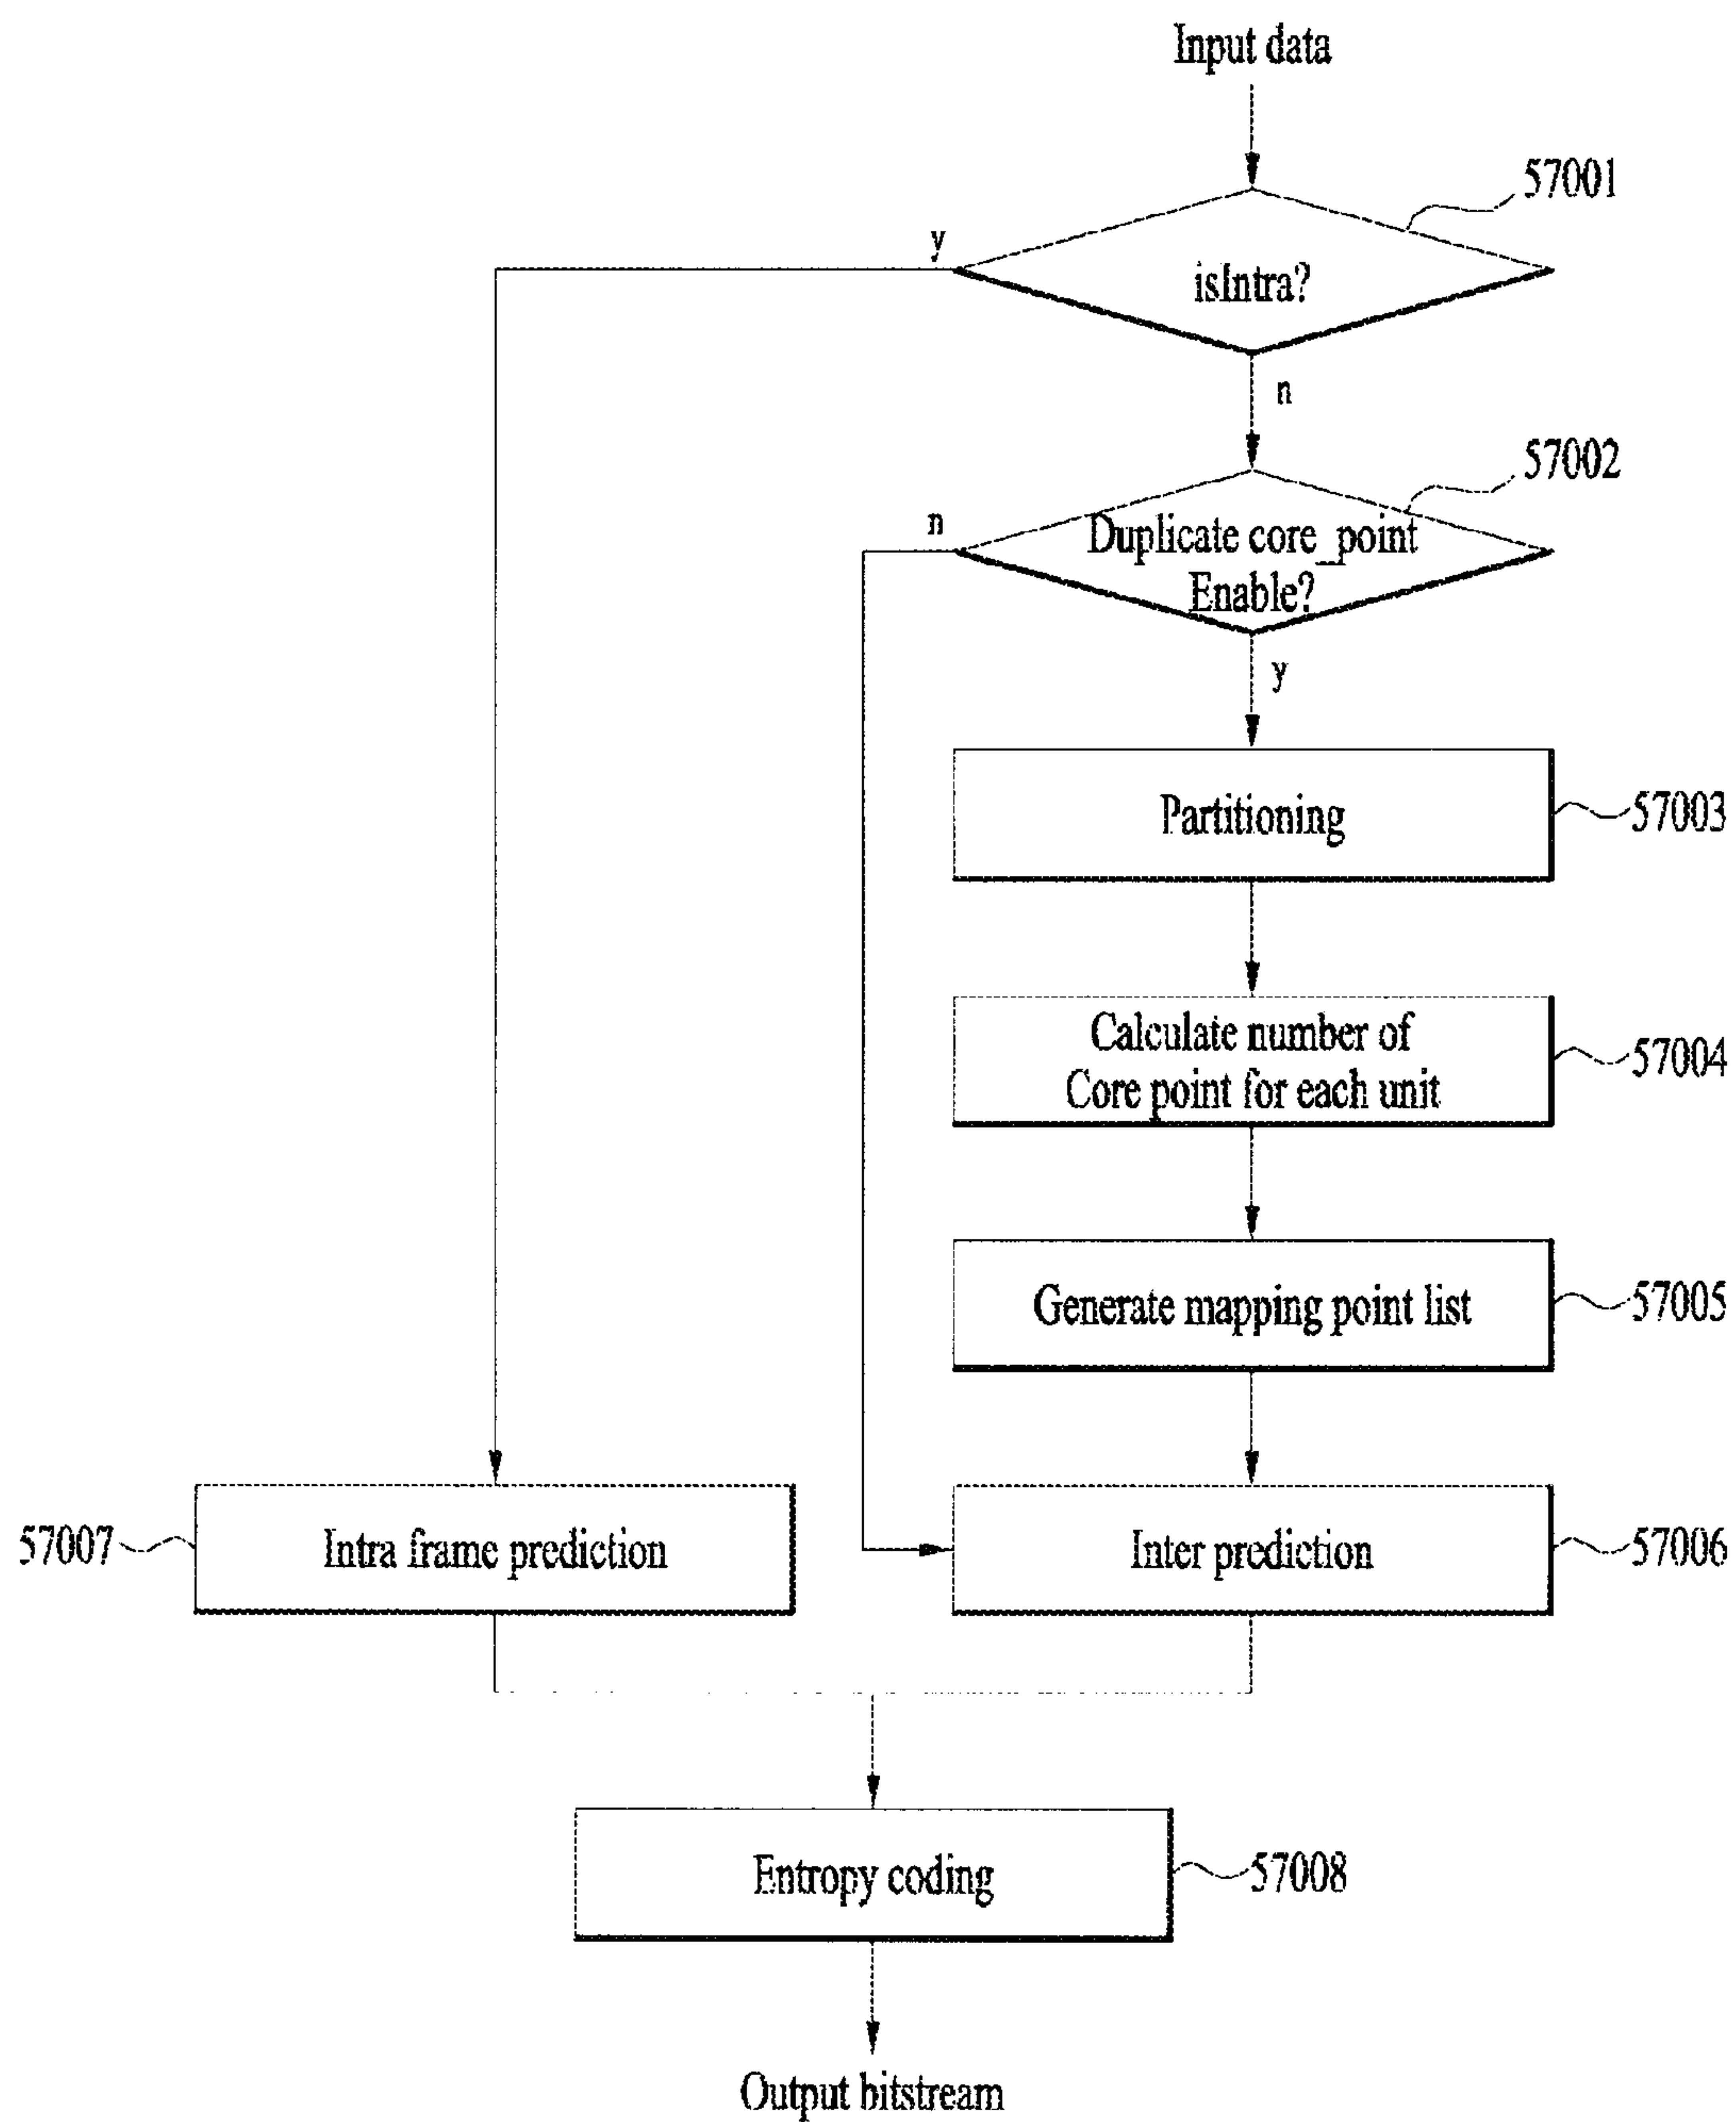 Input data
57001
y
isIntra?
n
57002
n
Duplicate core_point
Enable?
y
Partitioning
57003
Calculate number of
Core point for each unit
57004
Generate mapping point list
57005
57007
Intra frame prediction
Inter prediction
57006
Entropy coding
57008
Output bitstream